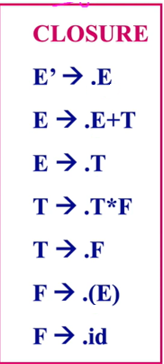 CLOSURE
E’ → .E
E → .E+T
E → .T
T → .T*F
T → .F
F → .(E)
F → .id